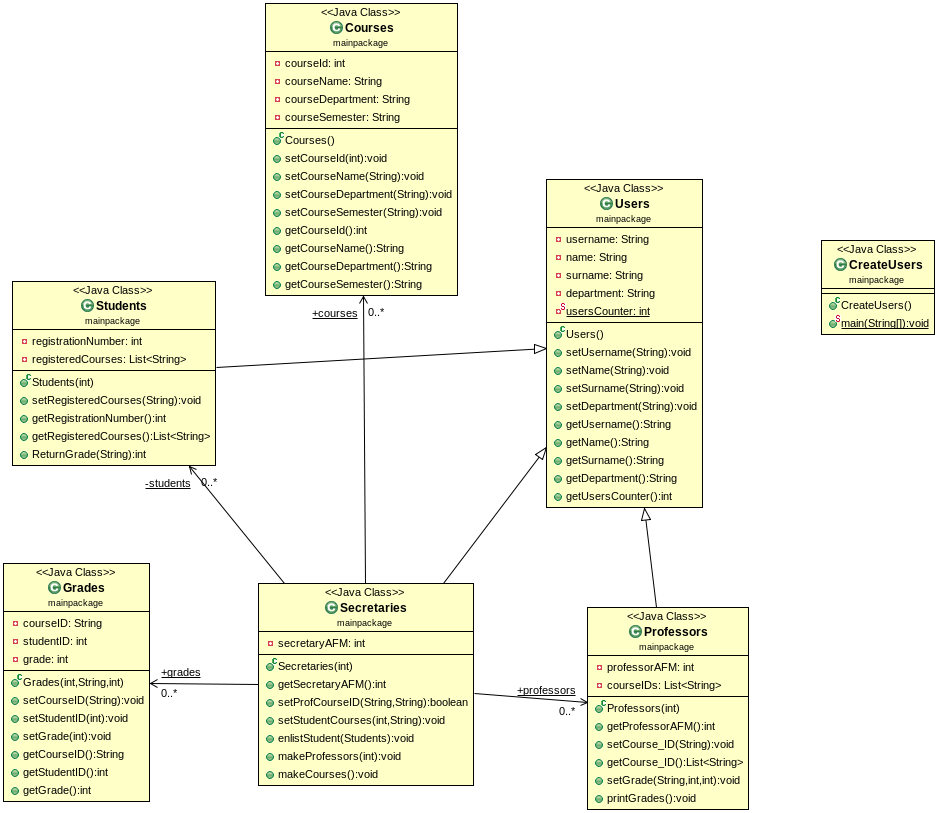 <<Java Class>>
Courses
mainpackage
courseId: int
courseName: String
courseDepartment: String
courseSemester: String
Courses()
setCourseId(int):void
setCourseName(String):void
setCourseDepartment(String):void
setCourseSemester(String):void
getCourseId():int
getCourseName():String
getCourseDepartment():String
getCourseSemester():String
<<Java Class>>
Users
mainpackage
username: String
name: String
surname: String
department: String
usersCounter: int
Users()
setUsername(String):void
setName(String):void
setSurname(String):void
setDepartment(String):void
getUsername():String
getName():String
getSurname():String
getDepartment():String
getUsersCounter():int
<<Java Class>>
CreateUsers
mainpackage
CreateUsers()
main(String[]):void
<<Java Class>>
Students
mainpackage
registrationNumber: int
registeredCourses: List<String>
Students(int)
setRegisteredCourses(String):void
getRegistrationNumber():int
getRegisteredCourses():List<String>
ReturnGrade(String):int
+courses 0..*
-students 0..*
<<Java Class>>
Grades
mainpackage
courseID: String
studentID: int
grade: int
Grades(int,String,int)
setCourseID(String):void
setStudentID(int):void
setGrade(int):void
getCourseID():String
getStudentID():int
getGrade():int
+grades
0..*
<<Java Class>>
Secretaries
mainpackage
secretaryAFM: int
Secretaries(int)
getSecretaryAFM():int
setProfCourseID(String,String):boolean
setStudentCourses(int,String):void
enlistStudent(Students):void
makeProfessors(int):void
makeCourses():void
+professors
0..*
<<Java Class>>
Professors
mainpackage
professorAFM: int
courseIDs: List<String>
Professors(int)
getProfessorAFM():int
setCourse_ID(String):void
getCourse_ID():List<String>
setGrade(String,int,int):void
printGrades():void